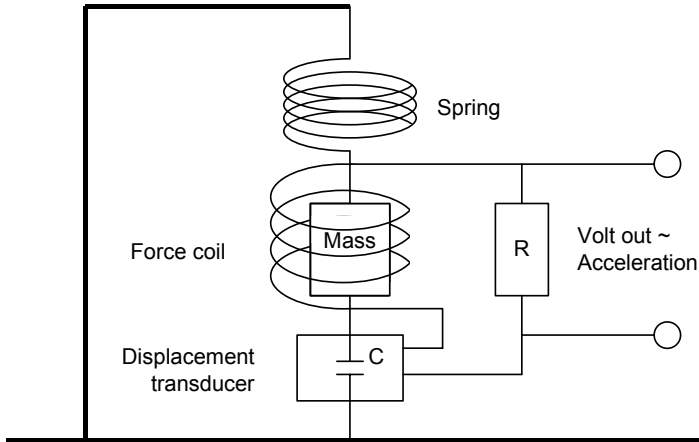 Spring
Force coil
Mass
R
Volt out ~
Acceleration
Displacement
transducer
C